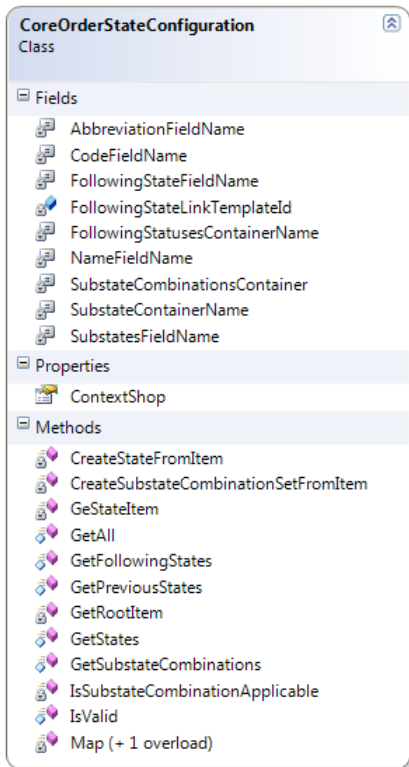 CoreOrderStateConfiguration
Class
Fields
AbbreviationFieldName
CodeFieldName
FollowingStateFieldName
FollowingStateLinkTemplateId
FollowingStatusesContainerName
NameFieldName
SubstateCombinationsContainer
SubstateContainerName
SubstatesFieldName
Properties
ContextShop
Methods
CreateStateFromItem
CreateSubstateCombinationSetFromItem
GeStateItem
GetAll
GetFollowingStates
GetPreviousStates
GetRootItem
GetStates
GetSubstateCombinations
IsSubstateCombinationApplicable
IsValid
Map (+ 1 overload)